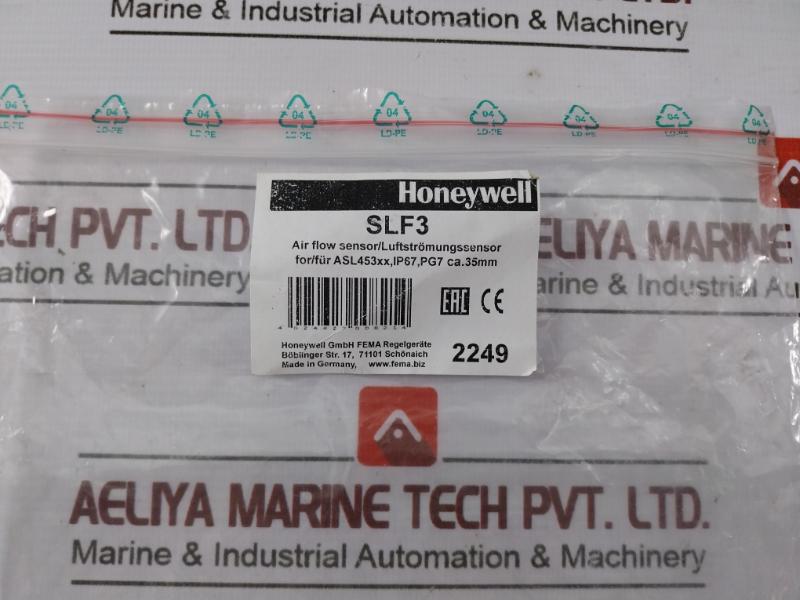 Marine & Industrial Automation & Machinery
04 04 04 04 04 04 04 04
LD-PE LD-PE LD-PE LD-PE LD-PE LD-PE LD-PE LD-PE LD-PE
ECH PVT. LTD
ation & Machinery
AELIYA MARINE
arine & Industrial Au
Honeywell
SLF3
Air flow sensor/Luftströmungssensor
for/für ASL453xx,IP67,PG7 ca.35mm
EAC CE
Honeywell GmbH FEMA Regelgeräte
Böblinger Str. 17, 71101 Schönaich
Made in Germany, www.fema.biz
2249
AELIYA MARINE TECH PVT. LTD.
Marine & Industrial Automation & Machinery